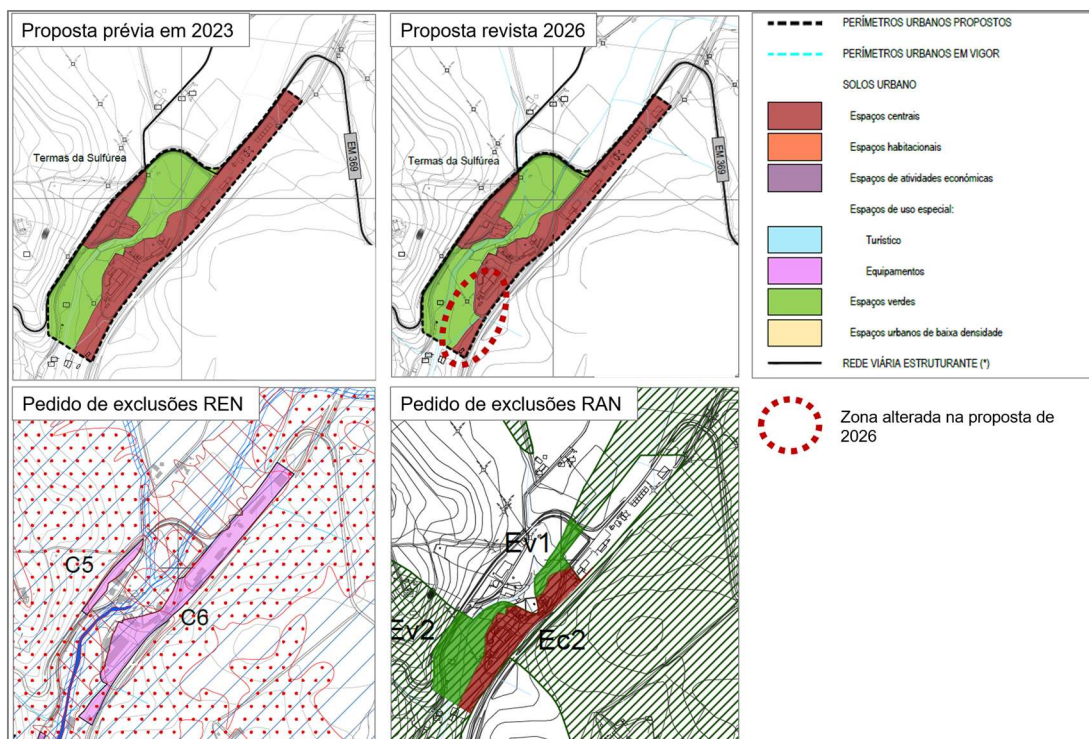 Proposta prévia em 2023
Termas da Sulfúrea
EM 369
Proposta revista 2026
Termas da Sulfúrea
EM 369
PERÍMETROS URBANOS PROPOSTOS
PERÍMETROS URBANOS EM VIGOR
SOLOS URBANO
Espaços centrais
Espaços habitacionais
Espaços de atividades económicas
Espaços de uso especial:
Turístico
Equipamentos
Espaços verdes
Espaços urbanos de baixa densidade
REDE VIÁRIA ESTRUTURANTE (*)
Pedido de exclusões REN
C5
C6
Pedido de exclusões RAN
Ev1
Ev2
Ec2
Zona alterada na proposta de
2026